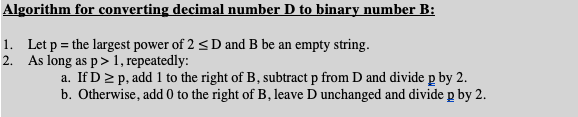 Algorithm for converting decimal number D to binary number B:
1. Let p = the largest power of 2 ≤ D and B be an empty string.
2. As long as p > 1, repeatedly:
a. If D ≥ p, add 1 to the right of B, subtract p from D and divide p by 2.
b. Otherwise, add 0 to the right of B, leave D unchanged and divide p by 2.